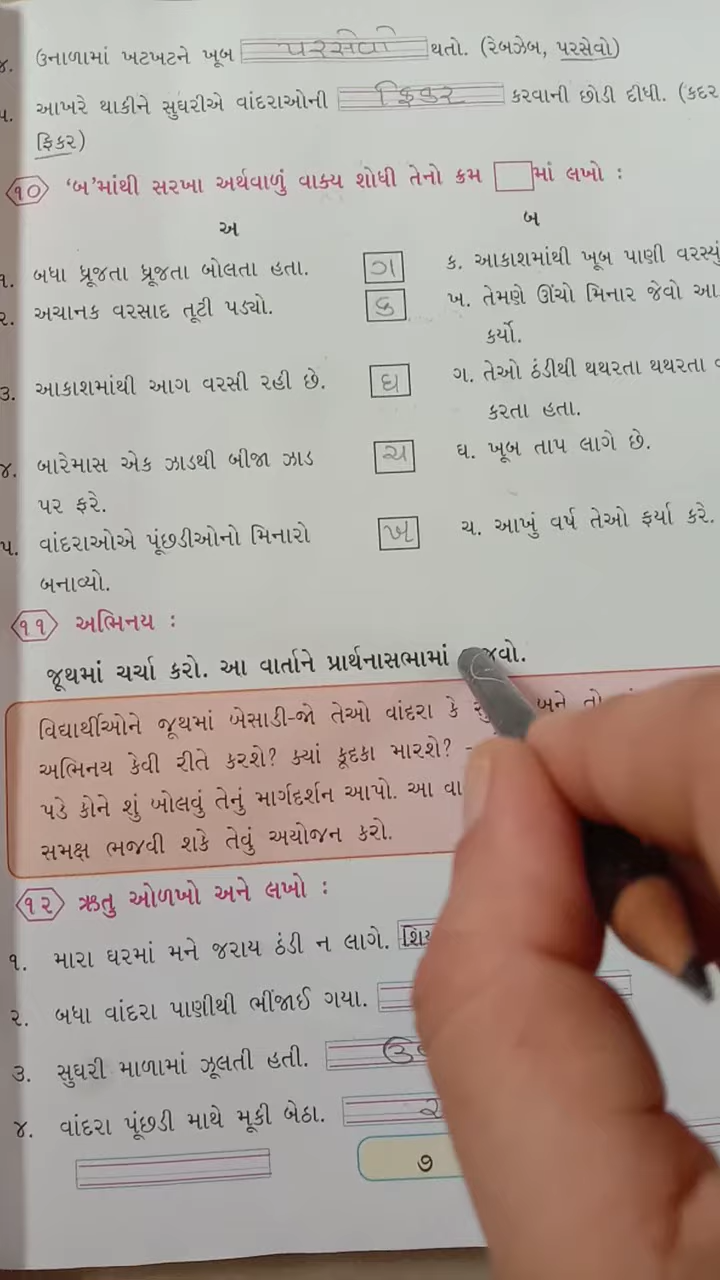 ૪. ઉનાળામાં ખટખટને ખૂબ પરસેવો થતો. (રેબઝેબ, પરસેવો)
૫. આખરે થાકીને સુઘરીએ વાંદરાઓની ફિકર કરવાની છોડી દીધી. (કદર
ફિકર)
૧૦ ‘બ’માંથી સરખા અર્થવાળું વાક્ય શોધી તેનો ક્રમ માં લખો :
અ બ
૧. બધા ધ્રૂજતા ધ્રૂજતા બોલતા હતા. ગ ક. આકાશમાંથી ખૂબ પાણી વરસ્યું
૨. અચાનક વરસાદ તૂટી પડ્યો. ક ખ. તેમણે ઊંચો મિનાર જેવો આ
કર્યો.
૩. આકાશમાંથી આગ વરસી રહી છે. ઘ ગ. તેઓ ઠંડીથી થથરતા થથરતા
કરતા હતા.
૪. બારેમાસ એક ઝાડથી બીજા ઝાડ ચ ઘ. ખૂબ તાપ લાગે છે.
પર ફરે.
૫. વાંદરાઓએ પૂંછડીઓનો મિનારો ખ ચ. આખું વર્ષ તેઓ ફર્યા કરે.
બનાવ્યો.
૧૧ અભિનય :
જૂથમાં ચર્ચા કરો. આ વાર્તાને પ્રાર્થનાસભામાં
વિદ્યાર્થીઓને જૂથમાં બેસાડી-જો તેઓ વાંદરા કે અને તો
અભિનય કેવી રીતે કરશે? ક્યાં કૂદકા મારશે? -
પડે કોને શું બોલવું તેનું માર્ગદર્શન આપો. આ વા
સમક્ષ ભજવી શકે તેવું અયોજન કરો.
૧૨ ઋતુ ઓળખો અને લખો :
૧. મારા ઘરમાં મને જરાય ઠંડી ન લાગે. શિ
૨. બધા વાંદરા પાણીથી ભીંજાઈ ગયા.
૩. સુઘરી માળામાં ઝૂલતી હતી. ઉ
૪. વાંદરા પૂંછડી માથે મૂકી બેઠા.
૭